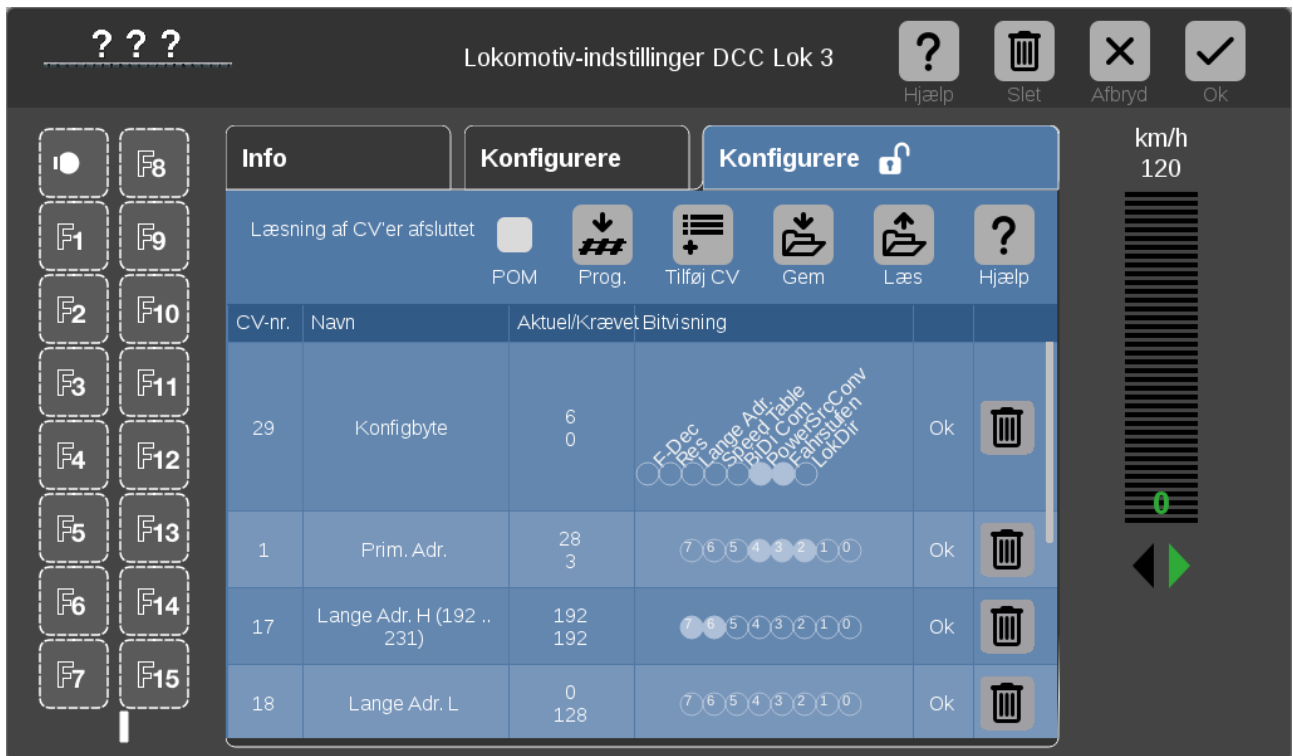 ? ? ?
Lokomotiv-indstillinger DCC Lok 3
?
Hjælp
Slet
Afbryd
Ok
F8
F1
F9
F2
F10
F3
F11
F4
F12
F5
F13
F6
F14
F7
F15
Info
Konfigurere
Konfigurere
Læsning af CV'er afsluttet
POM
Prog.
Tilføj CV
Gem
Læs
?
Hjælp
CV-nr.
Navn
Aktuel/Krævet
Bitvisning
29
Konfigbyte
6
0
F-Dec
Res
Lange Adr.
Speed Table
BiDi Com
PowerSrcConv
Fahrstufen
LokDir
Ok
1
Prim. Adr.
28
3
7 6 5 4 3 2 1 0
Ok
17
Lange Adr. H (192 ..
231)
192
192
7 6 5 4 3 2 1 0
Ok
18
Lange Adr. L
0
128
7 6 5 4 3 2 1 0
Ok
km/h
120
0